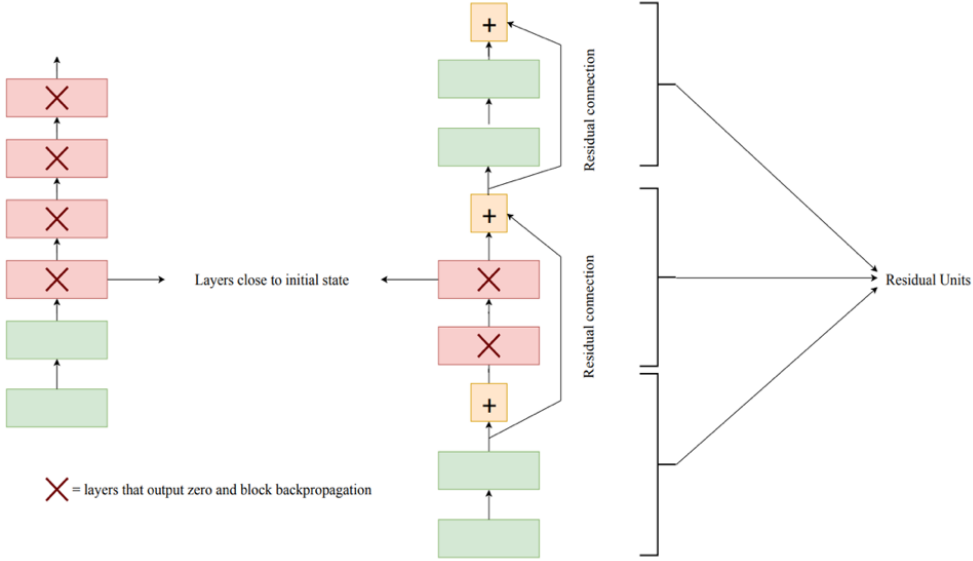 +
Residual connection
+
Layers close to initial state
Residual connection
Residual Units
+
= layers that output zero and block backpropagation